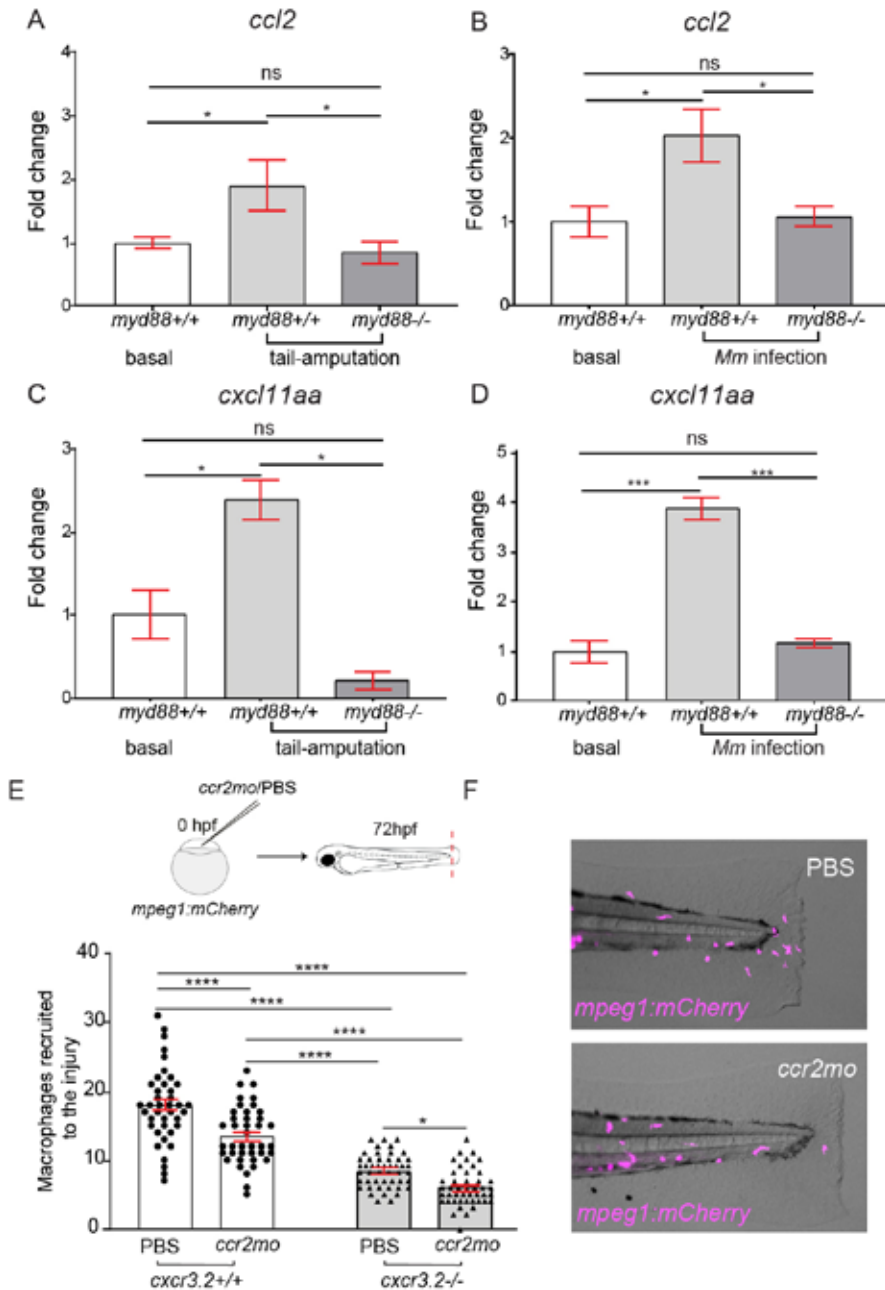 A
ccl2
Fold change
4
3
2
1
0
ns
* *
myd88+/+ myd88+/+ myd88-/-
basal tail-amputation
B
ccl2
Fold change
3
2
1
0
ns
* *
myd88+/+ myd88+/+ myd88-/-
basal Mm infection
C
cxcl11aa
Fold change
3
2
1
0
ns
* *
myd88+/+ myd88+/+ myd88-/-
basal tail-amputation
D
cxcl11aa
Fold change
5
4
3
2
1
0
ns
*** ***
myd88+/+ myd88+/+ myd88-/-
basal Mm infection
E
ccr2mo/PBS
0 hpf
72hpf
mpeg1:mCherry
Macrophages recruited
to the injury
40
30
20
10
0
****
****
****
****
****
*
PBS ccr2mo PBS ccr2mo
cxcr3.2+/+ cxcr3.2-/-
F
PBS
mpeg1:mCherry
ccr2mo
mpeg1:mCherry